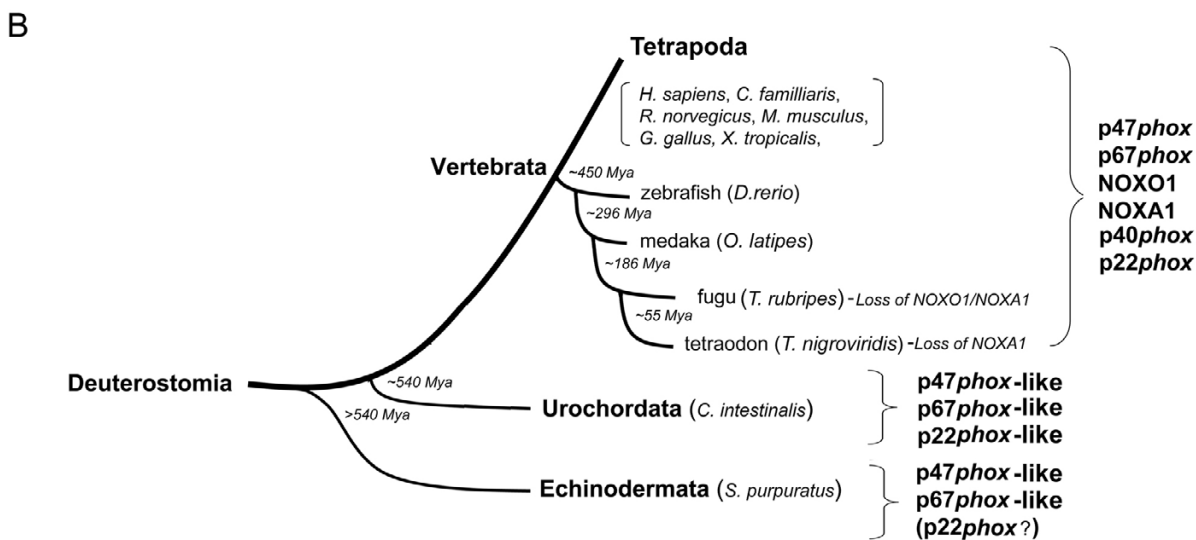 B
Tetrapoda
H. sapiens, C. familliaris,
R. norvegicus, M. musculus,
G. gallus, X. tropicalis,
p47phox
p67phox
NOXO1
NOXA1
p40phox
p22phox
Vertebrata
~450 Mya
zebrafish (D.rerio)
~296 Mya
medaka (O. latipes)
~186 Mya
fugu (T. rubripes) -Loss of NOXO1/NOXA1
~55 Mya
tetraodon (T. nigroviridis) -Loss of NOXA1
Deuterostomia
~540 Mya
>540 Mya
Urochordata (C. intestinalis)
p47phox-like
p67phox-like
p22phox-like
Echinodermata (S. purpuratus)
p47phox-like
p67phox-like
(p22phox?)